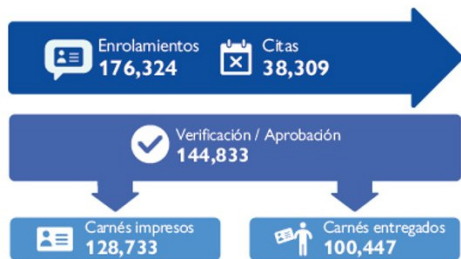 Enrolamientos
176,324
Citas
38,309
Verificación / Aprobación
144,833
Carnés impresos
128,733
Carnés entregados
100,447